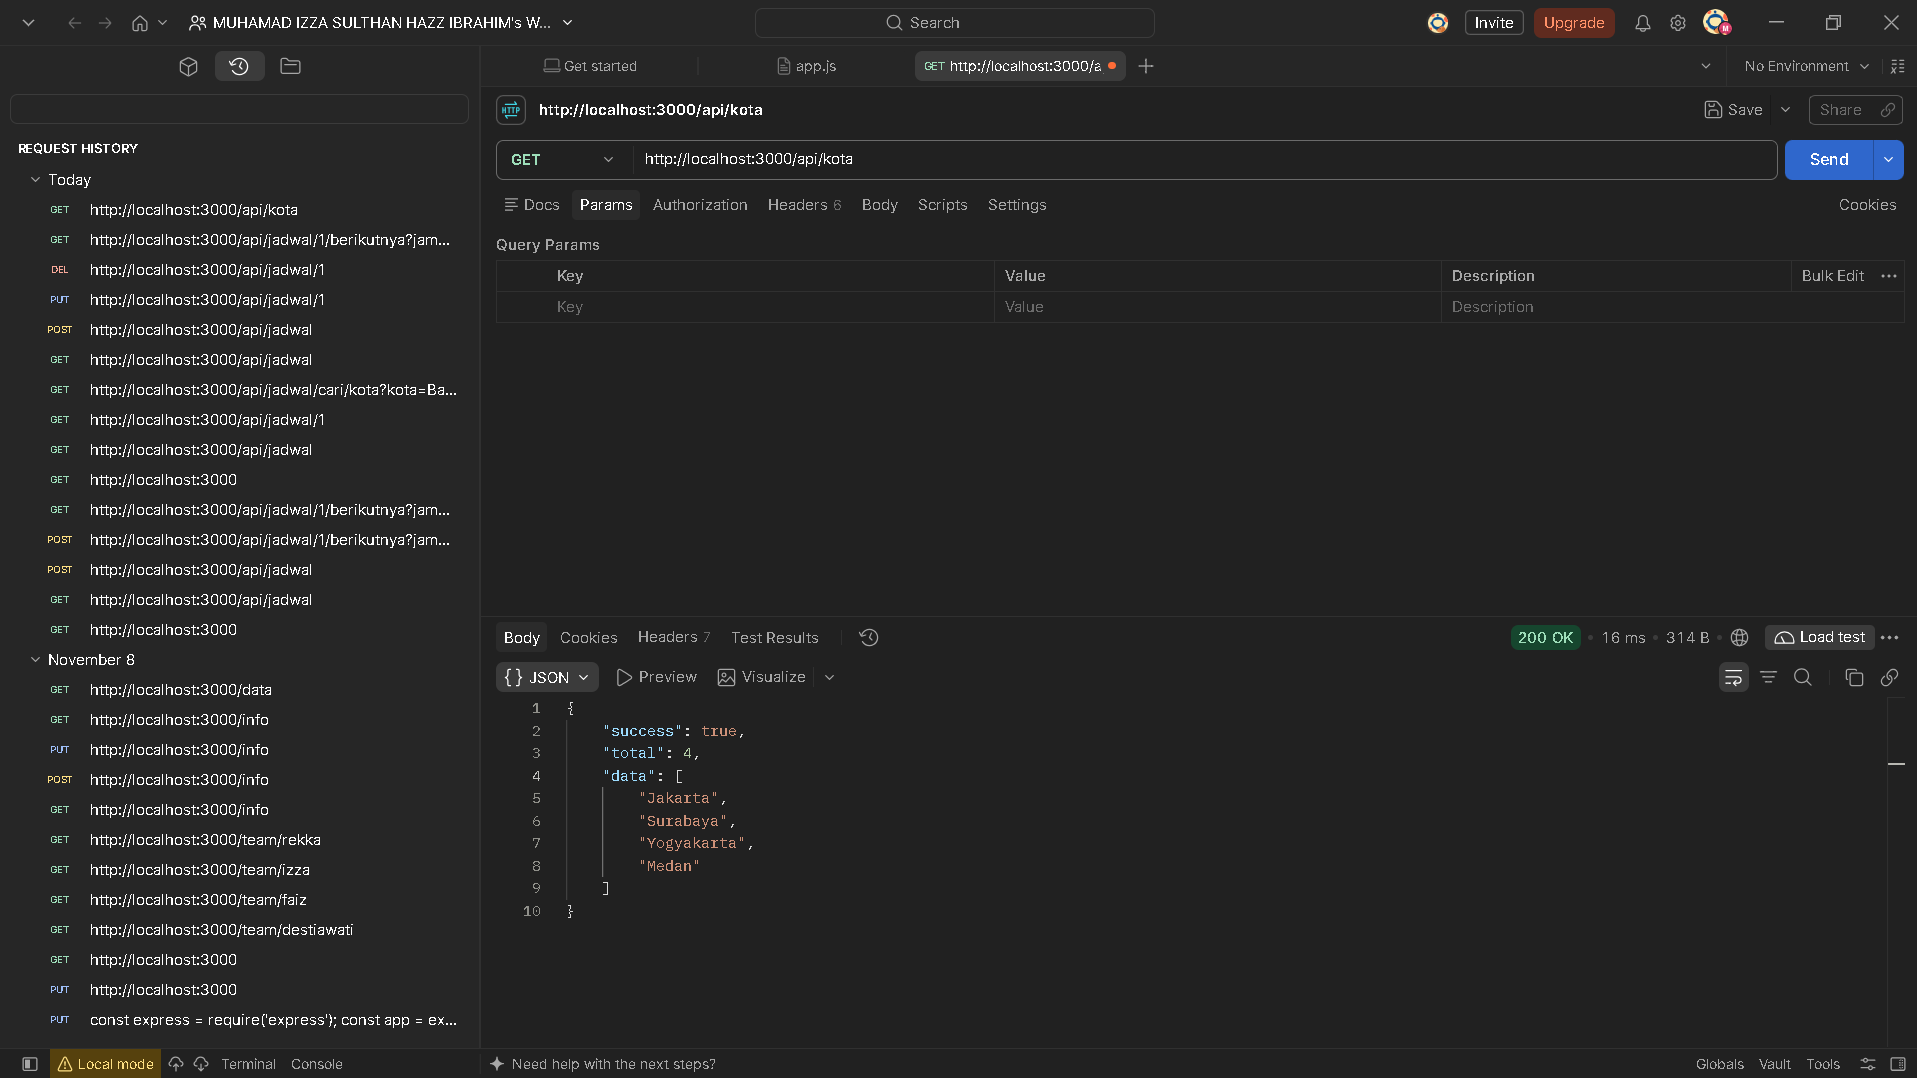 MUHAMAD IZZA SULTHAN HAZZ IBRAHIM's W...
Search
Invite
Upgrade
M
Get started
app.js
GET http://localhost:3000/a
No Environment
HTTP
http://localhost:3000/api/kota
Save
Share
REQUEST HISTORY
GET
http://localhost:3000/api/kota
Send
Today
GET http://localhost:3000/api/kota
GET http://localhost:3000/api/jadwal/1/berikutnya?jam...
DEL http://localhost:3000/api/jadwal/1
PUT http://localhost:3000/api/jadwal/1
POST http://localhost:3000/api/jadwal
GET http://localhost:3000/api/jadwal
GET http://localhost:3000/api/jadwal/cari/kota?kota=Ba...
GET http://localhost:3000/api/jadwal/1
GET http://localhost:3000/api/jadwal
GET http://localhost:3000
GET http://localhost:3000/api/jadwal/1/berikutnya?jam...
POST http://localhost:3000/api/jadwal/1/berikutnya?jam...
POST http://localhost:3000/api/jadwal
GET http://localhost:3000/api/jadwal
GET http://localhost:3000
November 8
GET http://localhost:3000/data
GET http://localhost:3000/info
PUT http://localhost:3000/info
POST http://localhost:3000/info
GET http://localhost:3000/info
GET http://localhost:3000/team/rekka
GET http://localhost:3000/team/izza
GET http://localhost:3000/team/faiz
GET http://localhost:3000/team/destiawati
GET http://localhost:3000
PUT http://localhost:3000
PUT const express = require('express'); const app = ex...
Docs Params Authorization Headers 6 Body Scripts Settings Cookies
Query Params
Key Value Description Bulk Edit
Key Value Description
Body Cookies Headers 7 Test Results
200 OK • 16 ms • 314 B • Load test
{} JSON Preview Visualize
1 {
2 "success": true,
3 "total": 4,
4 "data": [
5 "Jakarta",
6 "Surabaya",
7 "Yogyakarta",
8 "Medan"
9 ]
10 }
Local mode Terminal Console
Need help with the next steps?
Globals Vault Tools